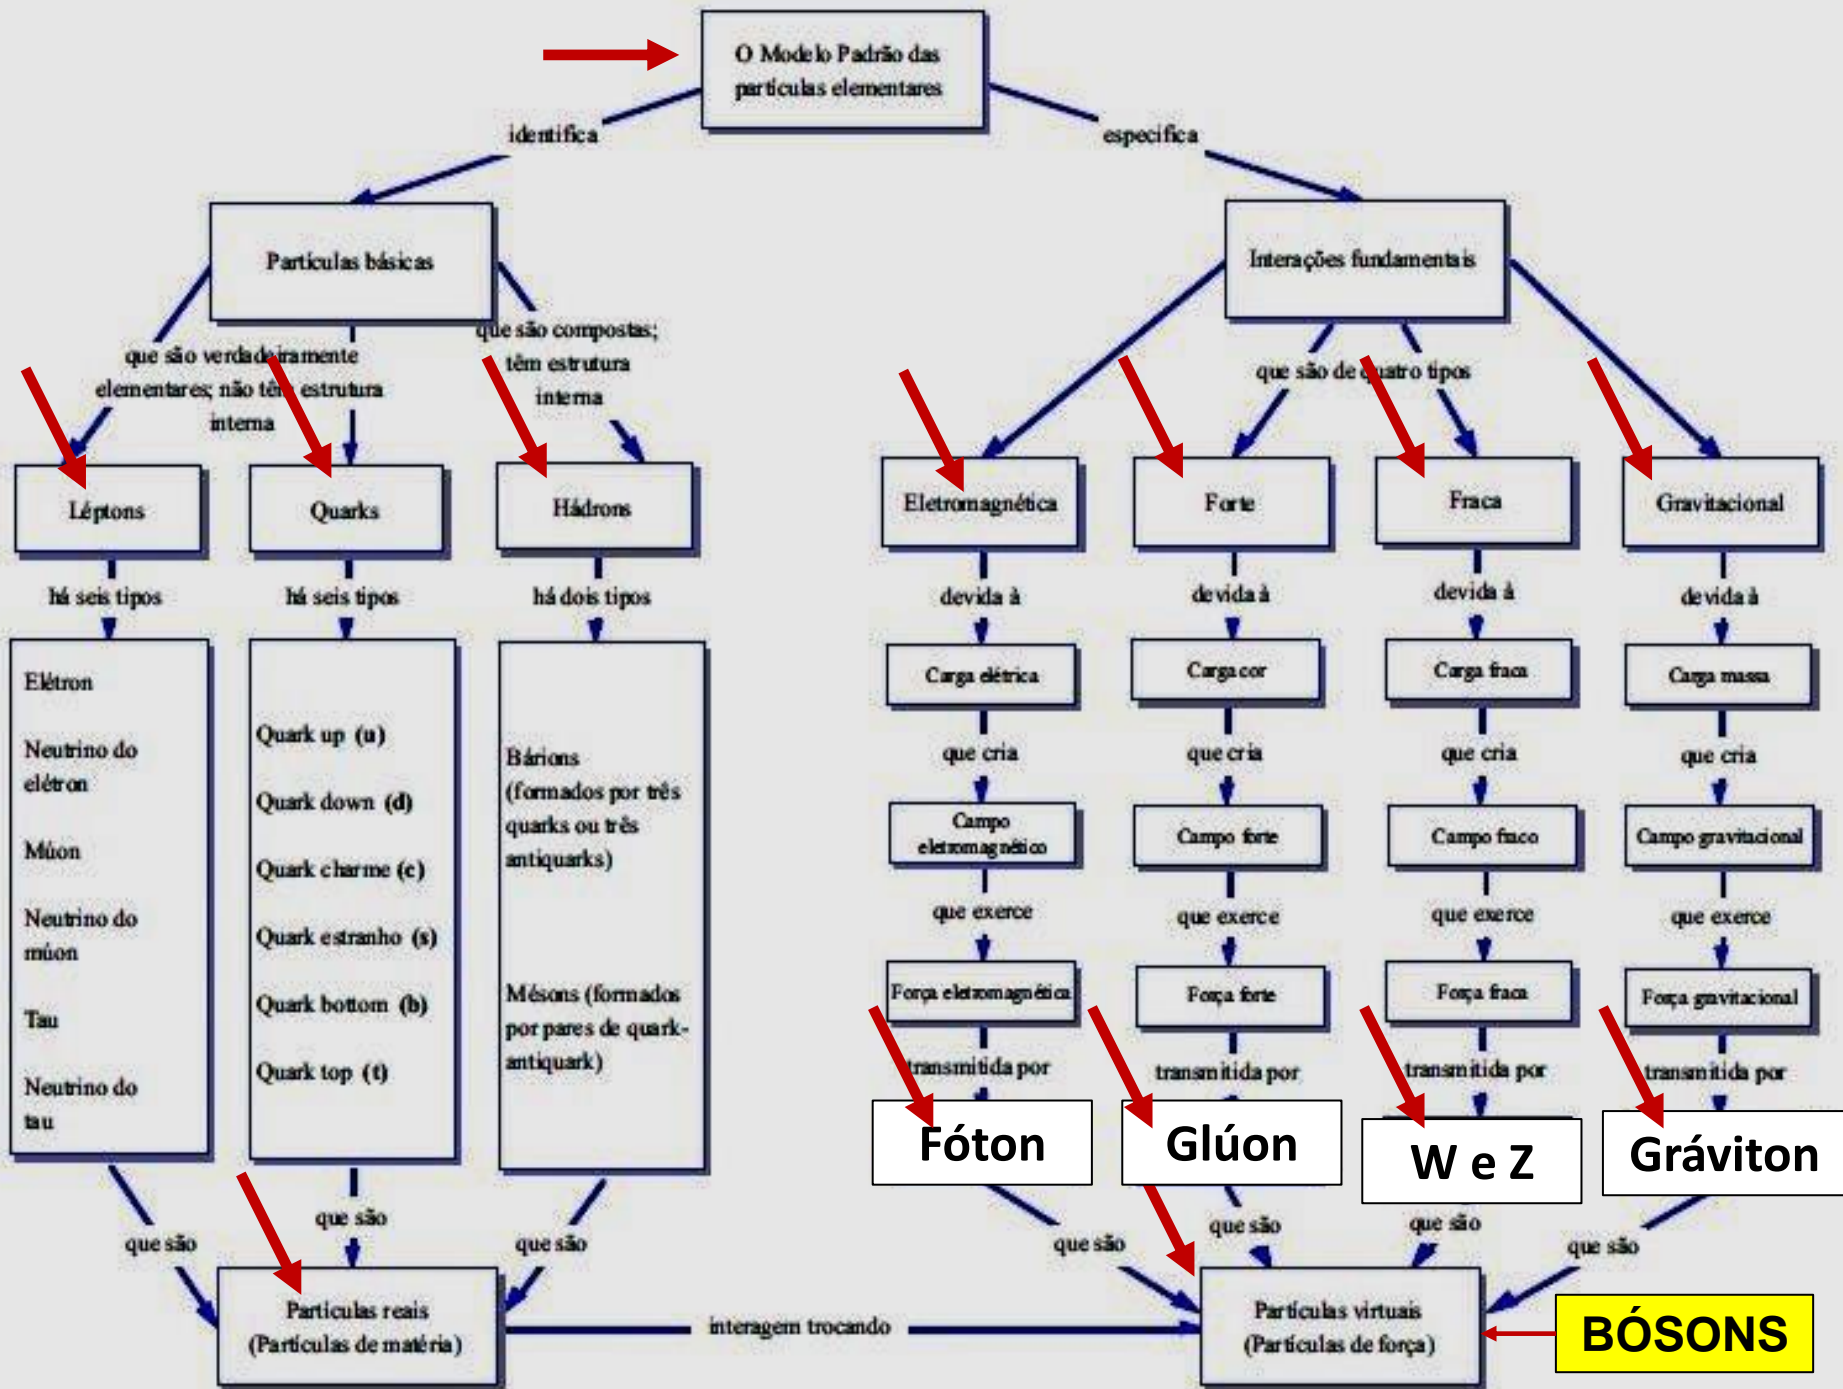 O Modelo Padrão das
partículas elementares
identifica
especifica
Partículas básicas
Interações fundamentais
que são verdadeiramente
elementares; não têm estrutura
interna
que são compostas;
têm estrutura
interna
que são de quatro tipos
Léptons
Quarks
Hádrons
Eletromagnética
Forte
Fraca
Gravitacional
há seis tipos
há seis tipos
há dois tipos
devida à
devida à
devida à
devida à
Elétron
Neutrino do
elétron
Múon
Neutrino do
múon
Tau
Neutrino do
tau
Quark up (u)
Quark down (d)
Quark charme (c)
Quark estranho (s)
Quark bottom (b)
Quark top (t)
Bárions
(formados por três
quarks ou três
antiquarks)
Mésons (formados
por pares de quark-
antiquark)
Carga elétrica
Carga cor
Carga fraca
Carga massa
que cria
que cria
que cria
que cria
Campo
eletromagnético
Campo forte
Campo fraco
Campo gravitacional
que exerce
que exerce
que exerce
que exerce
Força eletromagnética
Força forte
Força fraca
Força gravitacional
transmitida por
transmitida por
transmitida por
transmitida por
Fóton
Glúon
W e Z
Gráviton
que são
que são
que são
que são
que são
que são
que são
Partículas reais
(Partículas de matéria)
interagem trocando
Partículas virtuais
(Partículas de força)
BÓSONS